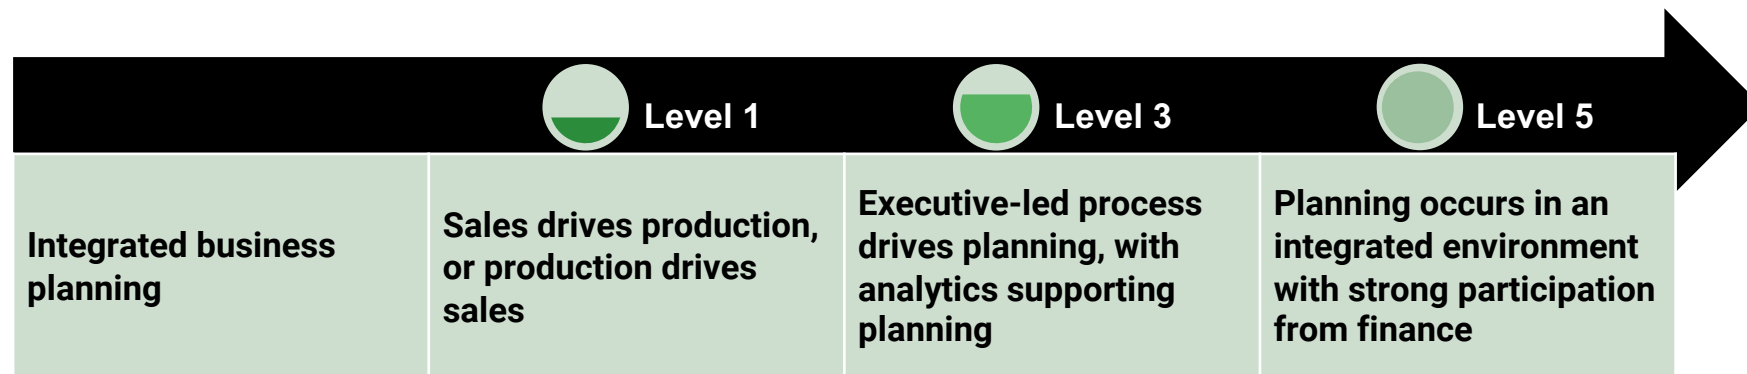 Level 1
Level 3
Level 5
Integrated business
planning
Sales drives production,
or production drives
sales
Executive-led process
drives planning, with
analytics supporting
planning
Planning occurs in an
integrated environment
with strong participation
from finance